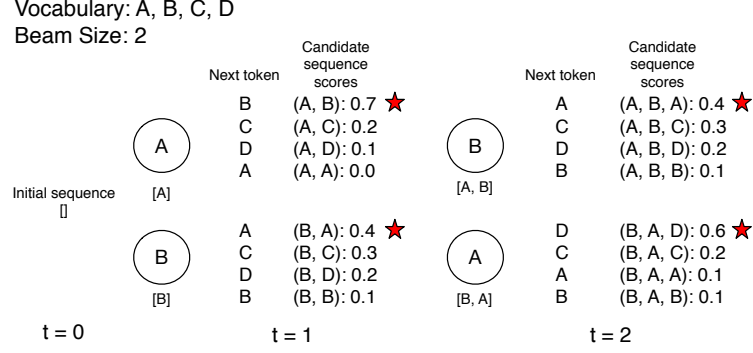 Vocabulary: A, B, C, D
Beam Size: 2
Next token
Candidate
sequence
scores
Next token
Candidate
sequence
scores
Initial sequence
[]
A
[A]
B (A, B): 0.7
C (A, C): 0.2
D (A, D): 0.1
A (A, A): 0.0
B
[A, B]
A (A, B, A): 0.4
C (A, B, C): 0.3
D (A, B, D): 0.2
B (A, B, B): 0.1
B
[B]
A (B, A): 0.4
C (B, C): 0.3
D (B, D): 0.2
B (B, B): 0.1
A
[B, A]
D (B, A, D): 0.6
C (B, A, C): 0.2
A (B, A, A): 0.1
B (B, A, B): 0.1
t = 0
t = 1
t = 2